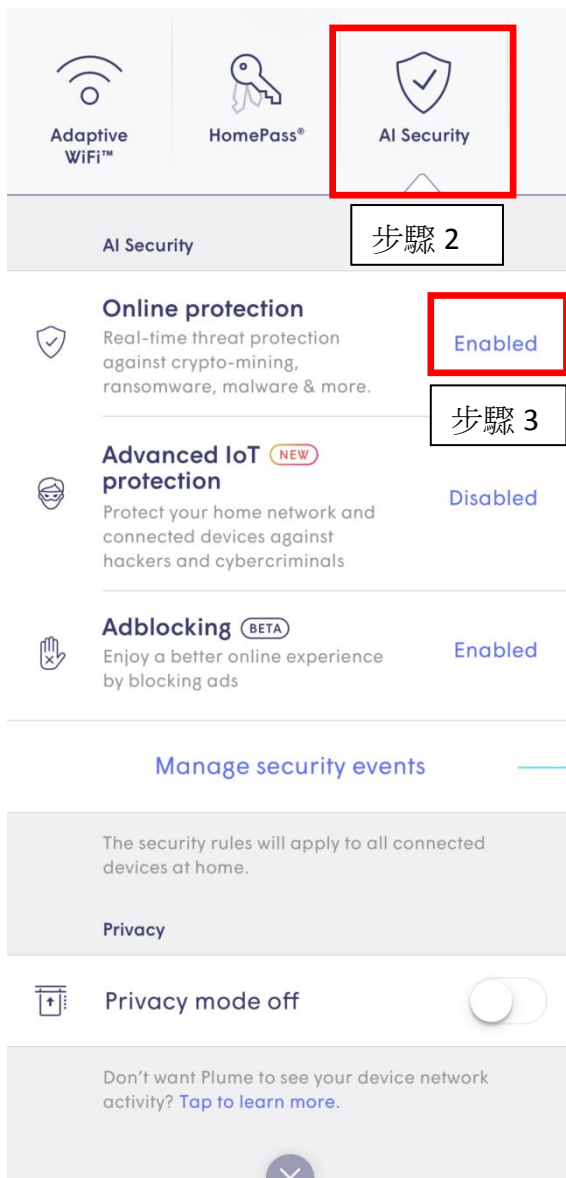 Adaptive
WiFi™
HomePass®
AI Security
步驟 2
AI Security
Online protection
Real-time threat protection
against crypto-mining,
ransomware, malware & more.
Enabled
步驟 3
Advanced IoT NEW
protection
Protect your home network and
connected devices against
hackers and cybercriminals
Disabled
Adblocking BETA
Enjoy a better online experience
by blocking ads
Enabled
Manage security events
The security rules will apply to all connected
devices at home.
Privacy
Privacy mode off
Don't want Plume to see your device network
activity? Tap to learn more.